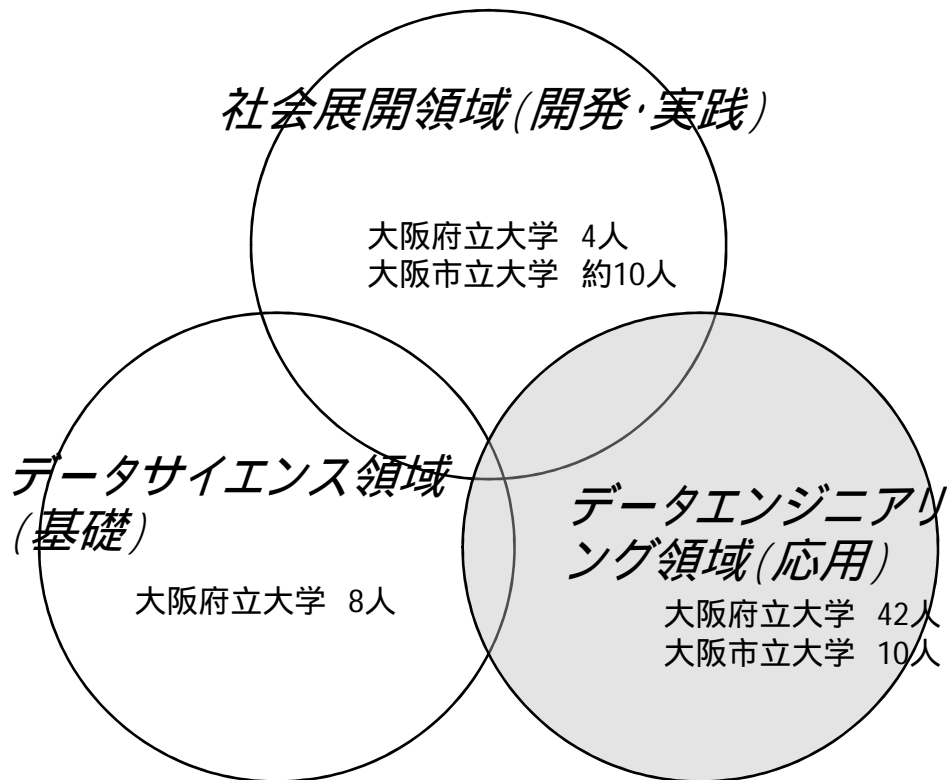 社会展開領域(開発・実践)
大阪府立大学 4人
大阪市立大学 約10人
データサイエンス領域
(基礎)
大阪府立大学 8人
データエンジニアリ
ング領域(応用)
大阪府立大学 42人
大阪市立大学 10人